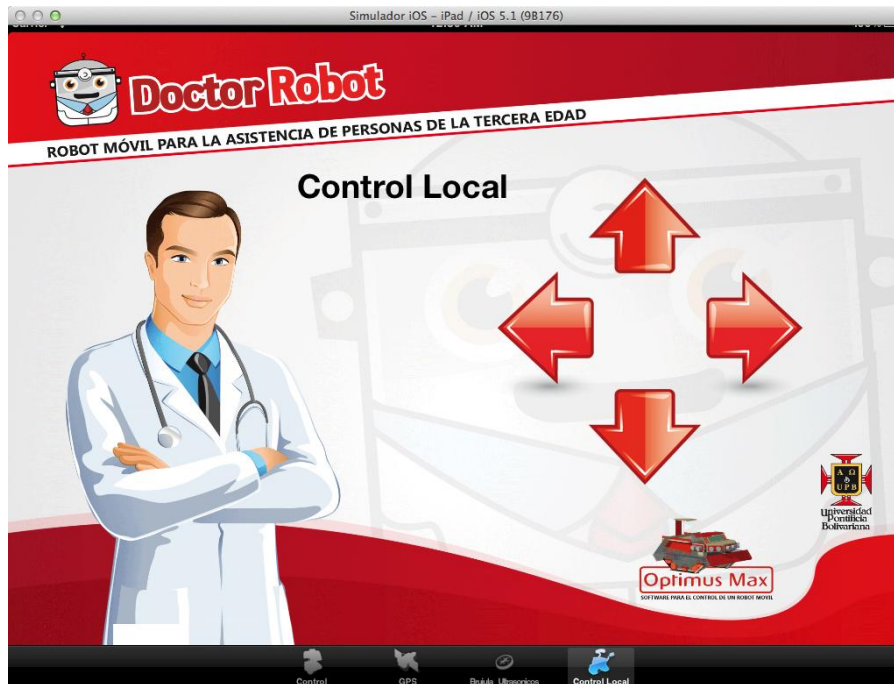 Simulador iOS – iPad / iOS 5.1 (9B176)
Doctor Robot
ROBOT MÓVIL PARA LA ASISTENCIA DE PERSONAS DE LA TERCERA EDAD
Control Local
A Ω
&
UPB
Universidad
Pontificia
Bolivariana
Optimus Max
SOFTWARE PARA EL CONTROL DE UN ROBOT MOVIL
Control
GPS
Brujula Ultrasonicos
Control Local